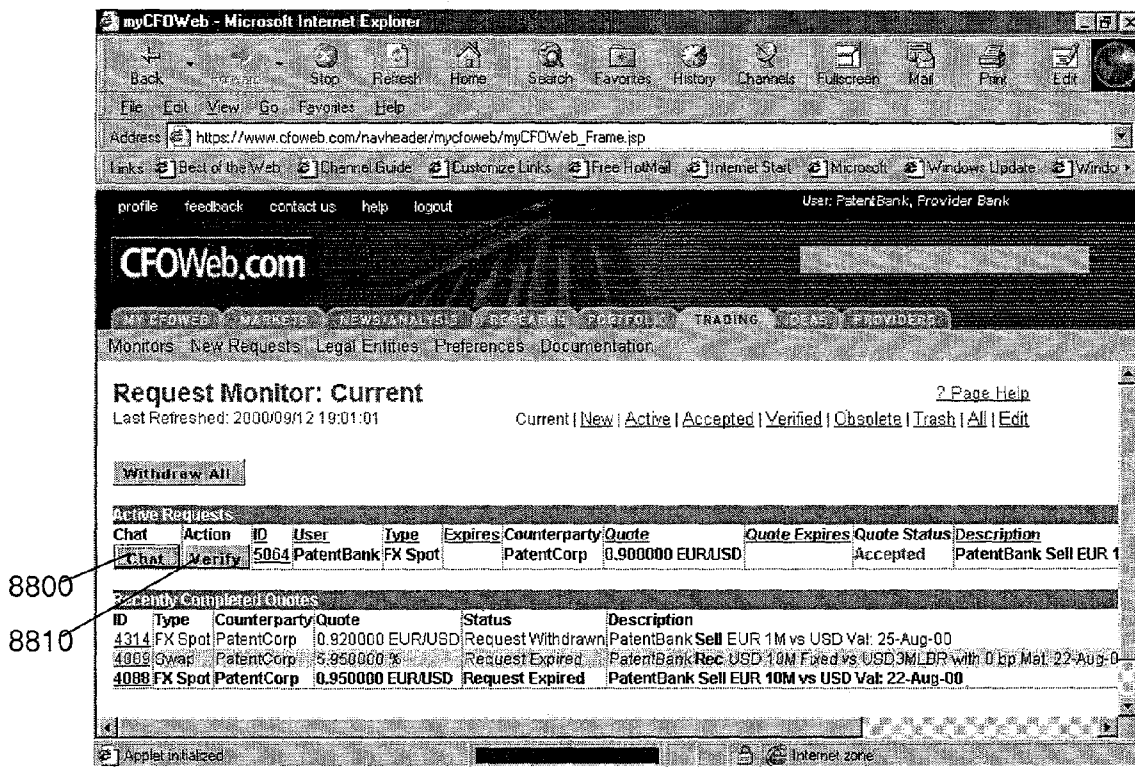 myCFOWeb - Microsoft Internet Explorer
Back Stop Refresh Home Search Favorites History Channels Fullscreen Mail Print Edit
File Edit View Go Favorites Help
Address https://www.cfoweb.com/navheader/mycfoweb/myCFOWeb_Frame.jsp
Links Best of the Web Channel Guide Customize Links Free HotMail Internet Start Microsoft Windows Update Windo
profile feedback contact us help logout User: PatentBank, Provider Bank
CFOWeb.com
MY CFOWEB MARKETS NEWS/ANALYSIS RESEARCH PORTFOLIO TRADING IDEAS PROVIDERS
Monitors New Requests Legal Entities Preferences Documentation
Request Monitor: Current ? Page Help
Last Refreshed: 2000/09/12 19:01:01 Current | New | Active | Accepted | Verified | Obsolete | Trash | All | Edit
Withdraw All
Active Requests
Chat Action ID User Type Expires Counterparty Quote Quote Expires Quote Status Description
Chat Verify 5064 PatentBank FX Spot PatentCorp 0.900000 EUR/USD Accepted PatentBank Sell EUR 1
8800
Recently Completed Quotes
8810
ID Type Counterparty Quote Status Description
4314 FX Spot PatentCorp 0.920000 EUR/USD Request Withdrawn PatentBank Sell EUR 1M vs USD Val: 25-Aug-00
Swap PatentCorp 5.950000 % Request Expired PatentBank Rec USD 10M Fixed vs USD3MLBR with 0 bp Mat: 22-Aug-0
4088 FX Spot PatentCorp 0.950000 EUR/USD Request Expired PatentBank Sell EUR 10M vs USD Val: 22-Aug-00
Applet initialized Internet zone